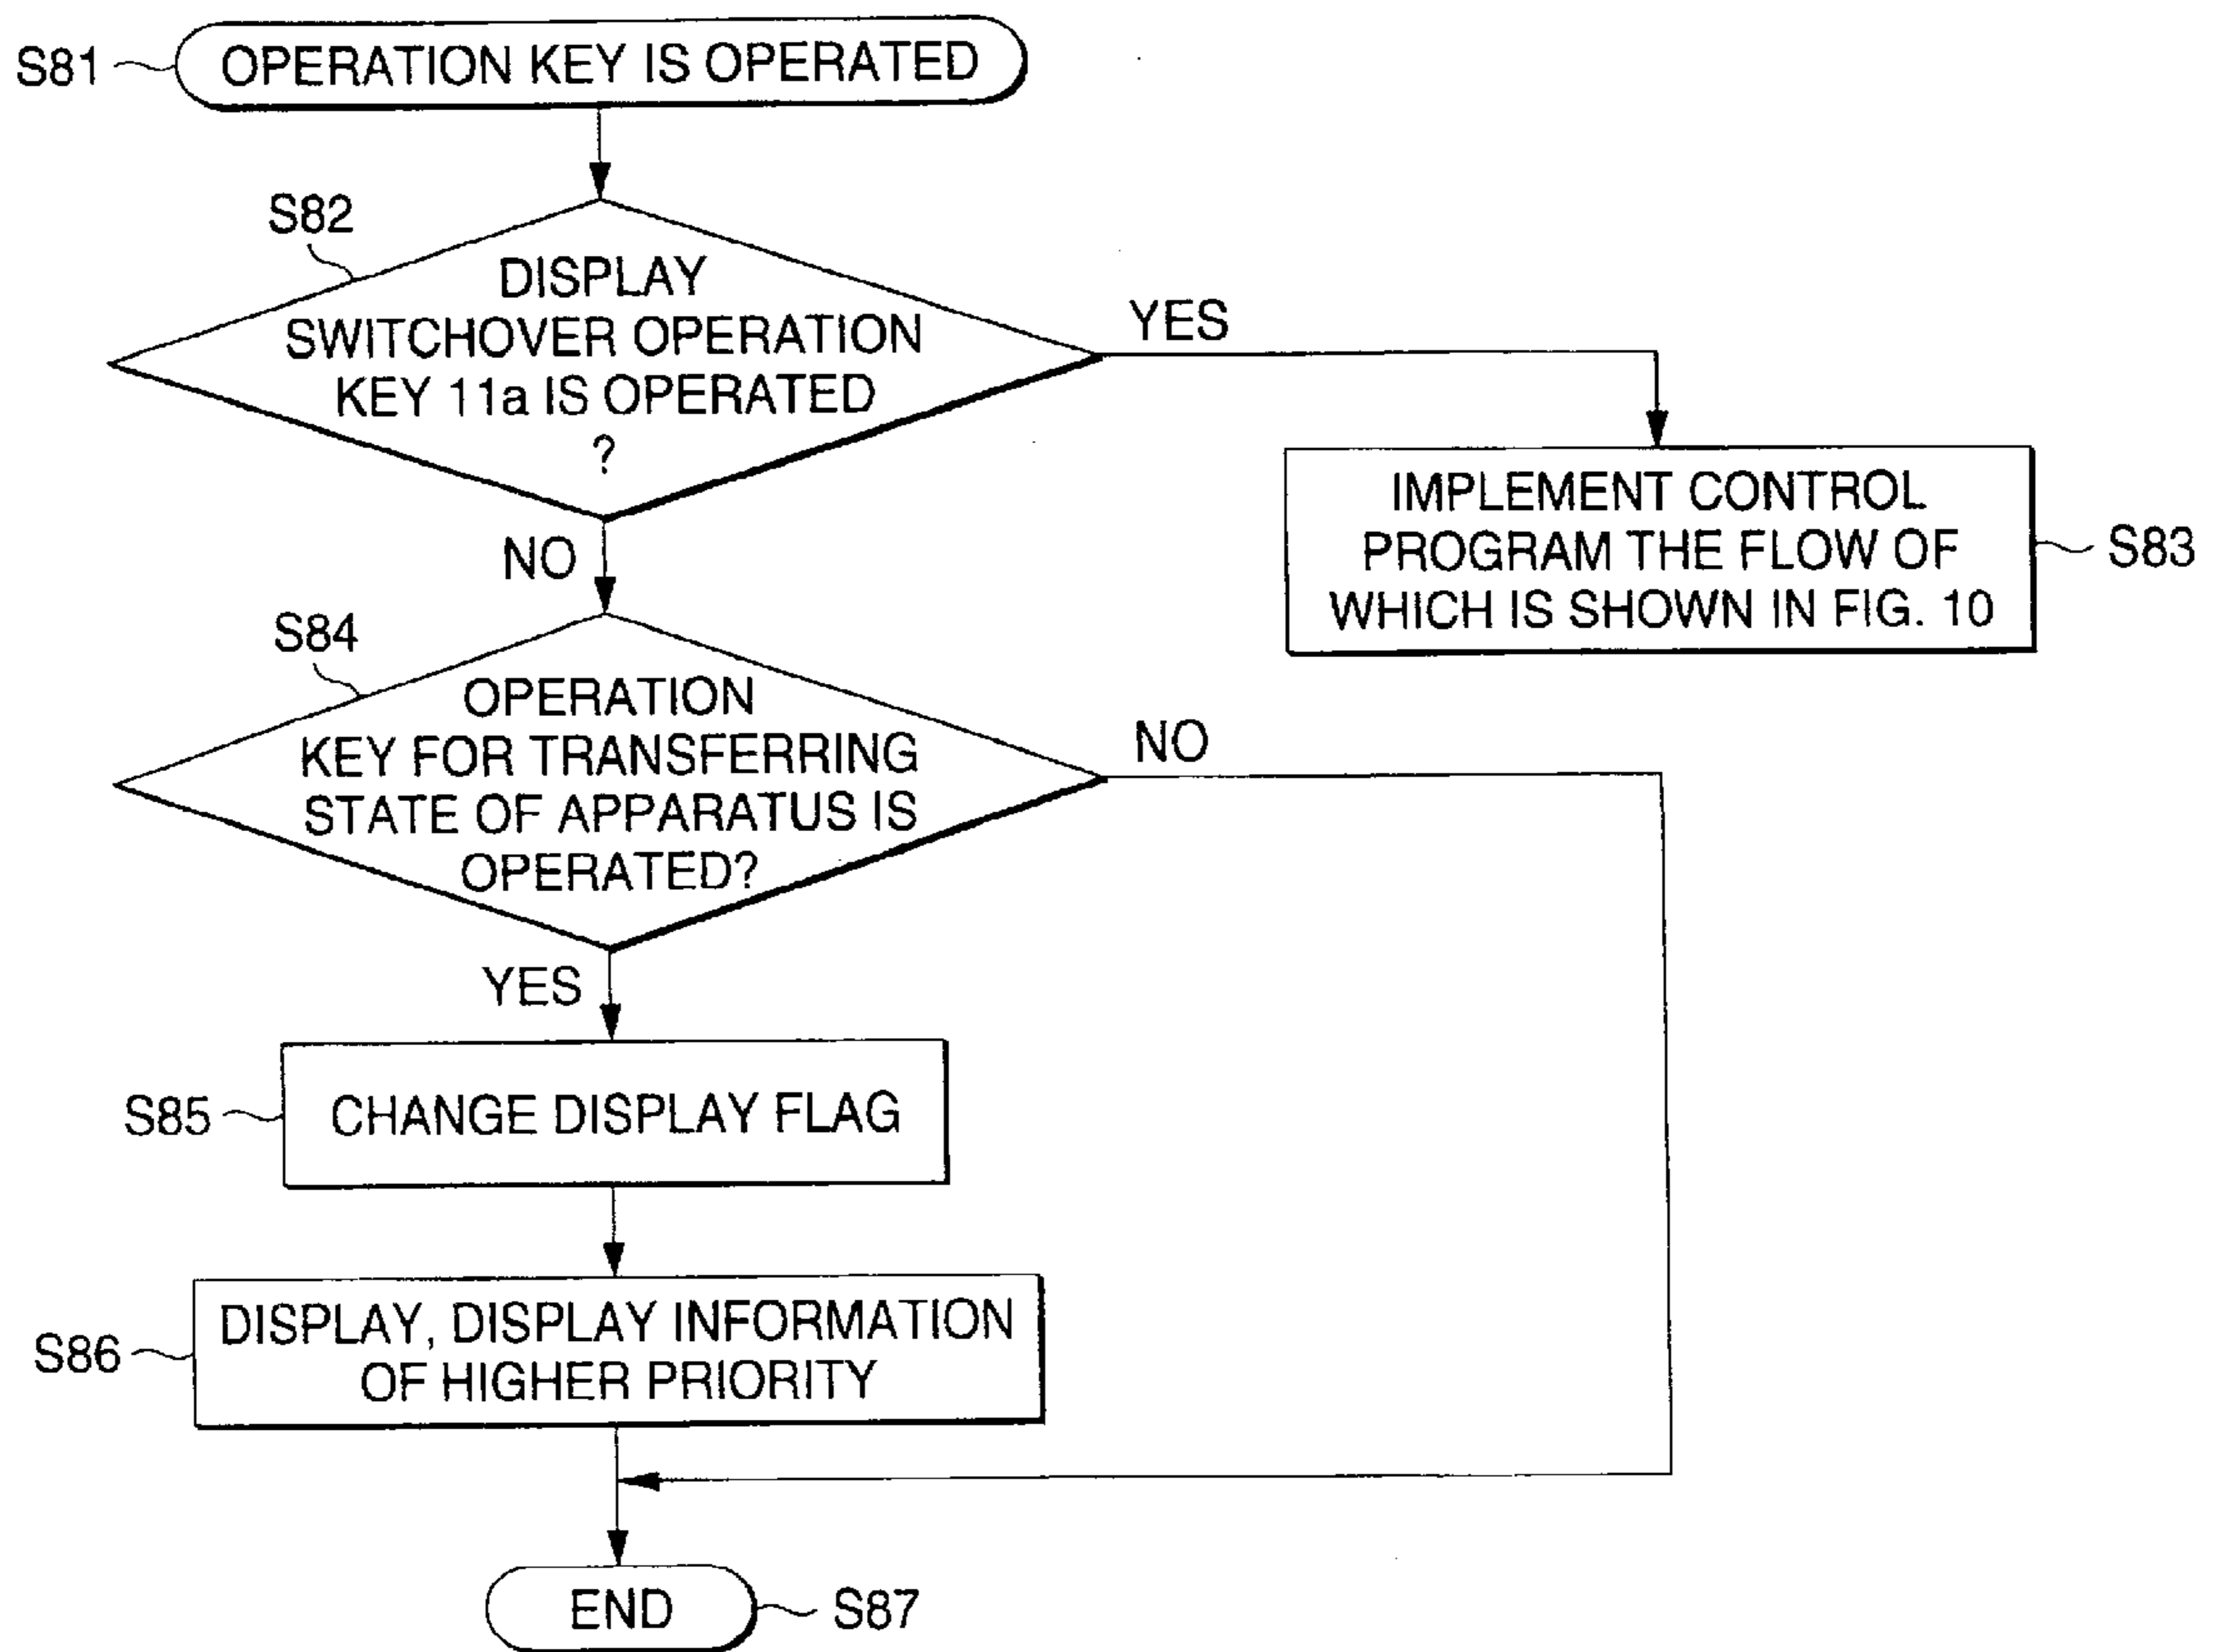 S81
OPERATION KEY IS OPERATED
S82
DISPLAY
SWITCHOVER OPERATION
KEY 11a IS OPERATED
?
YES
IMPLEMENT CONTROL
PROGRAM THE FLOW OF
WHICH IS SHOWN IN FIG. 10
S83
NO
S84
OPERATION
KEY FOR TRANSFERRING
STATE OF APPARATUS IS
OPERATED?
NO
YES
S85
CHANGE DISPLAY FLAG
S86
DISPLAY, DISPLAY INFORMATION
OF HIGHER PRIORITY
END
S87